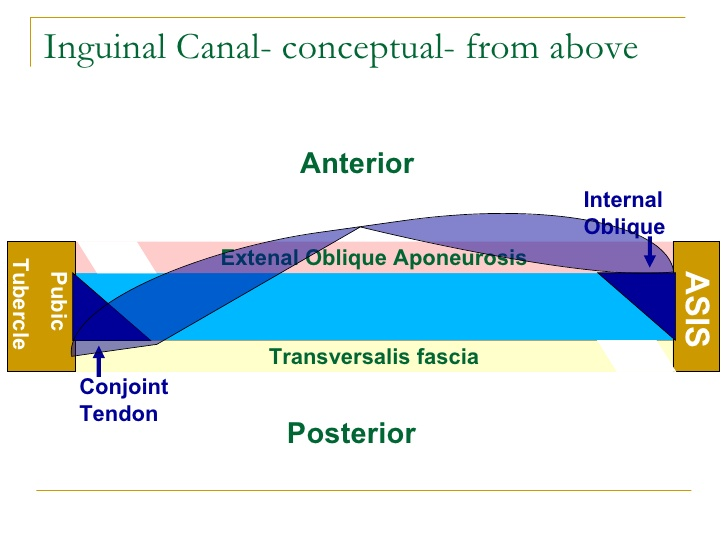 Inguinal Canal- conceptual- from above
Anterior
Internal
Oblique
Extenal Oblique Aponeurosis
Pubic
Tubercle
ASIS
Transversalis fascia
Conjoint
Tendon
Posterior